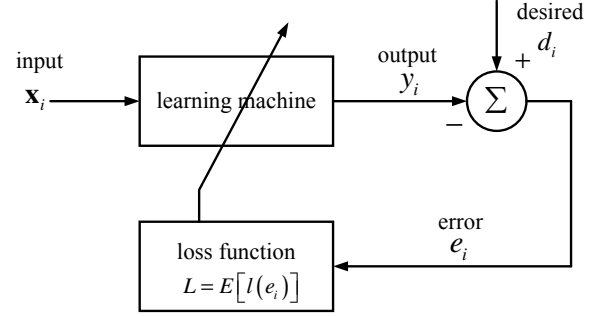 desired
input
output
+
d_i
𝐱_i
learning machine
y_i
Σ
−
error
e_i
loss function
L = E[l(e_i)]